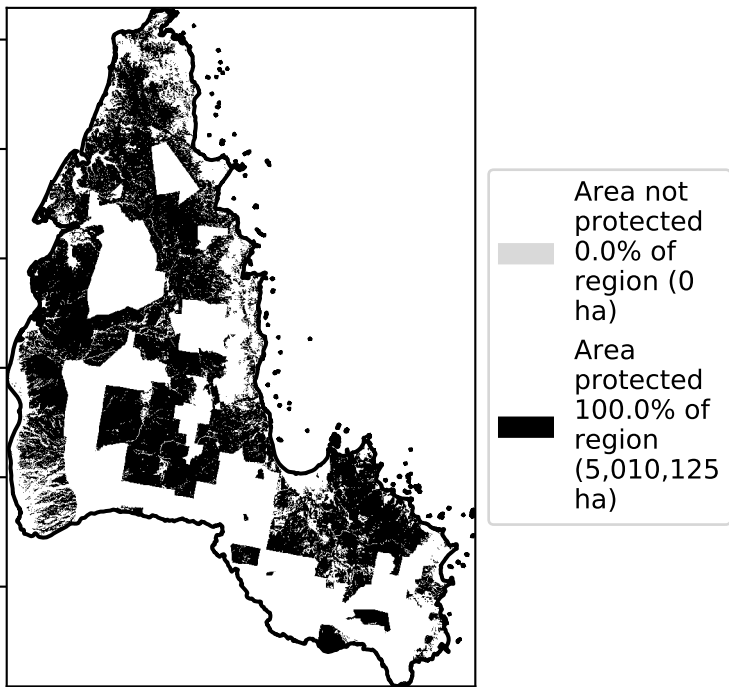 Area not
protected
0.0% of
region (0
ha)
Area
protected
100.0% of
region
(5,010,125
ha)